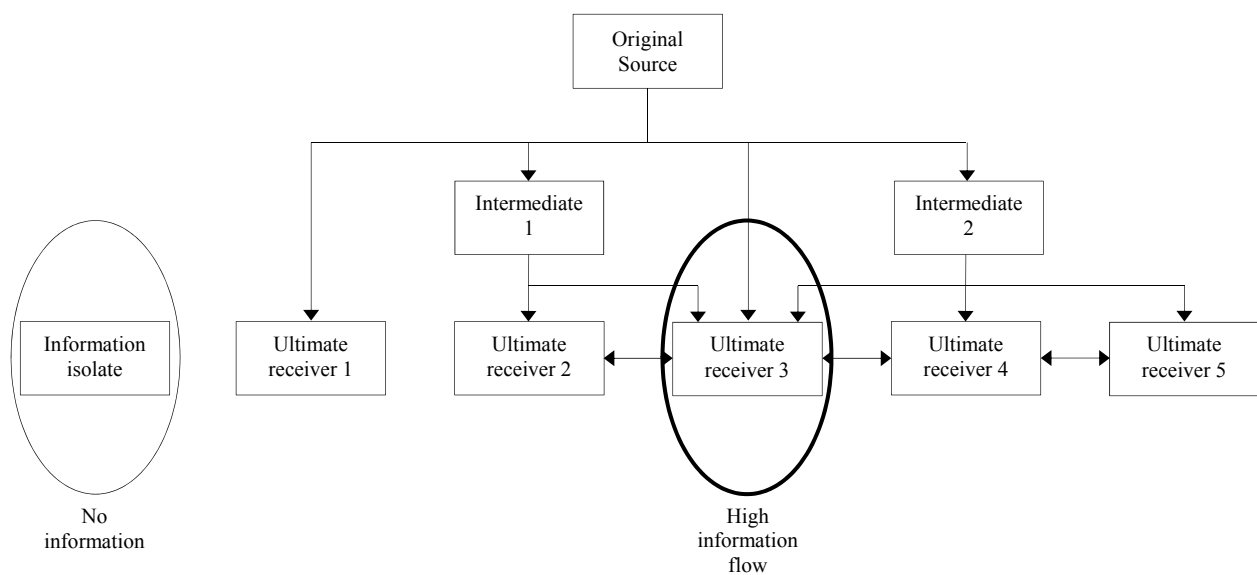 Original
Source
Intermediate
1
Intermediate
2
Information
isolate
Ultimate
receiver 1
Ultimate
receiver 2
Ultimate
receiver 3
Ultimate
receiver 4
Ultimate
receiver 5
No
information
High
information
flow